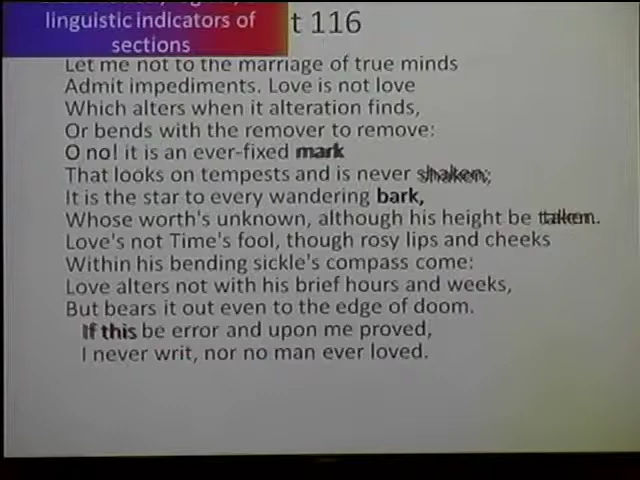 linguistic indicators of
sections
t 116
Let me not to the marriage of true minds
Admit impediments. Love is not love
Which alters when it alteration finds,
Or bends with the remover to remove:
O no! it is an ever-fixed mark
That looks on tempests and is never shaken;
It is the star to every wandering bark,
Whose worth's unknown, although his height be taken.
Love's not Time's fool, though rosy lips and cheeks
Within his bending sickle's compass come:
Love alters not with his brief hours and weeks,
But bears it out even to the edge of doom.
If this be error and upon me proved,
I never writ, nor no man ever loved.